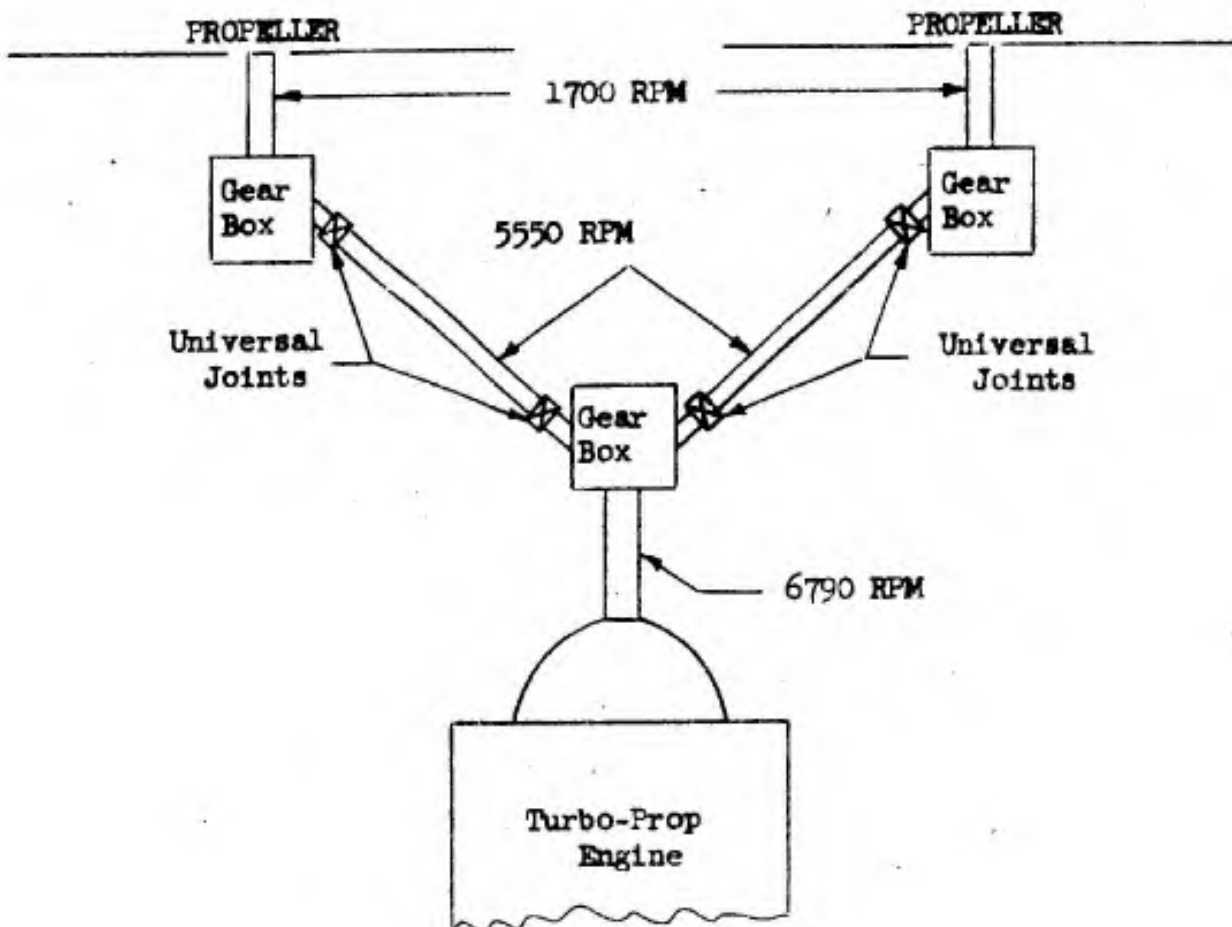 PROPELLER
PROPELLER
1700 RPM
Gear
Box
Gear
Box
5550 RPM
Universal
Joints
Universal
Joints
Gear
Box
6790 RPM
Turbo-Prop
Engine